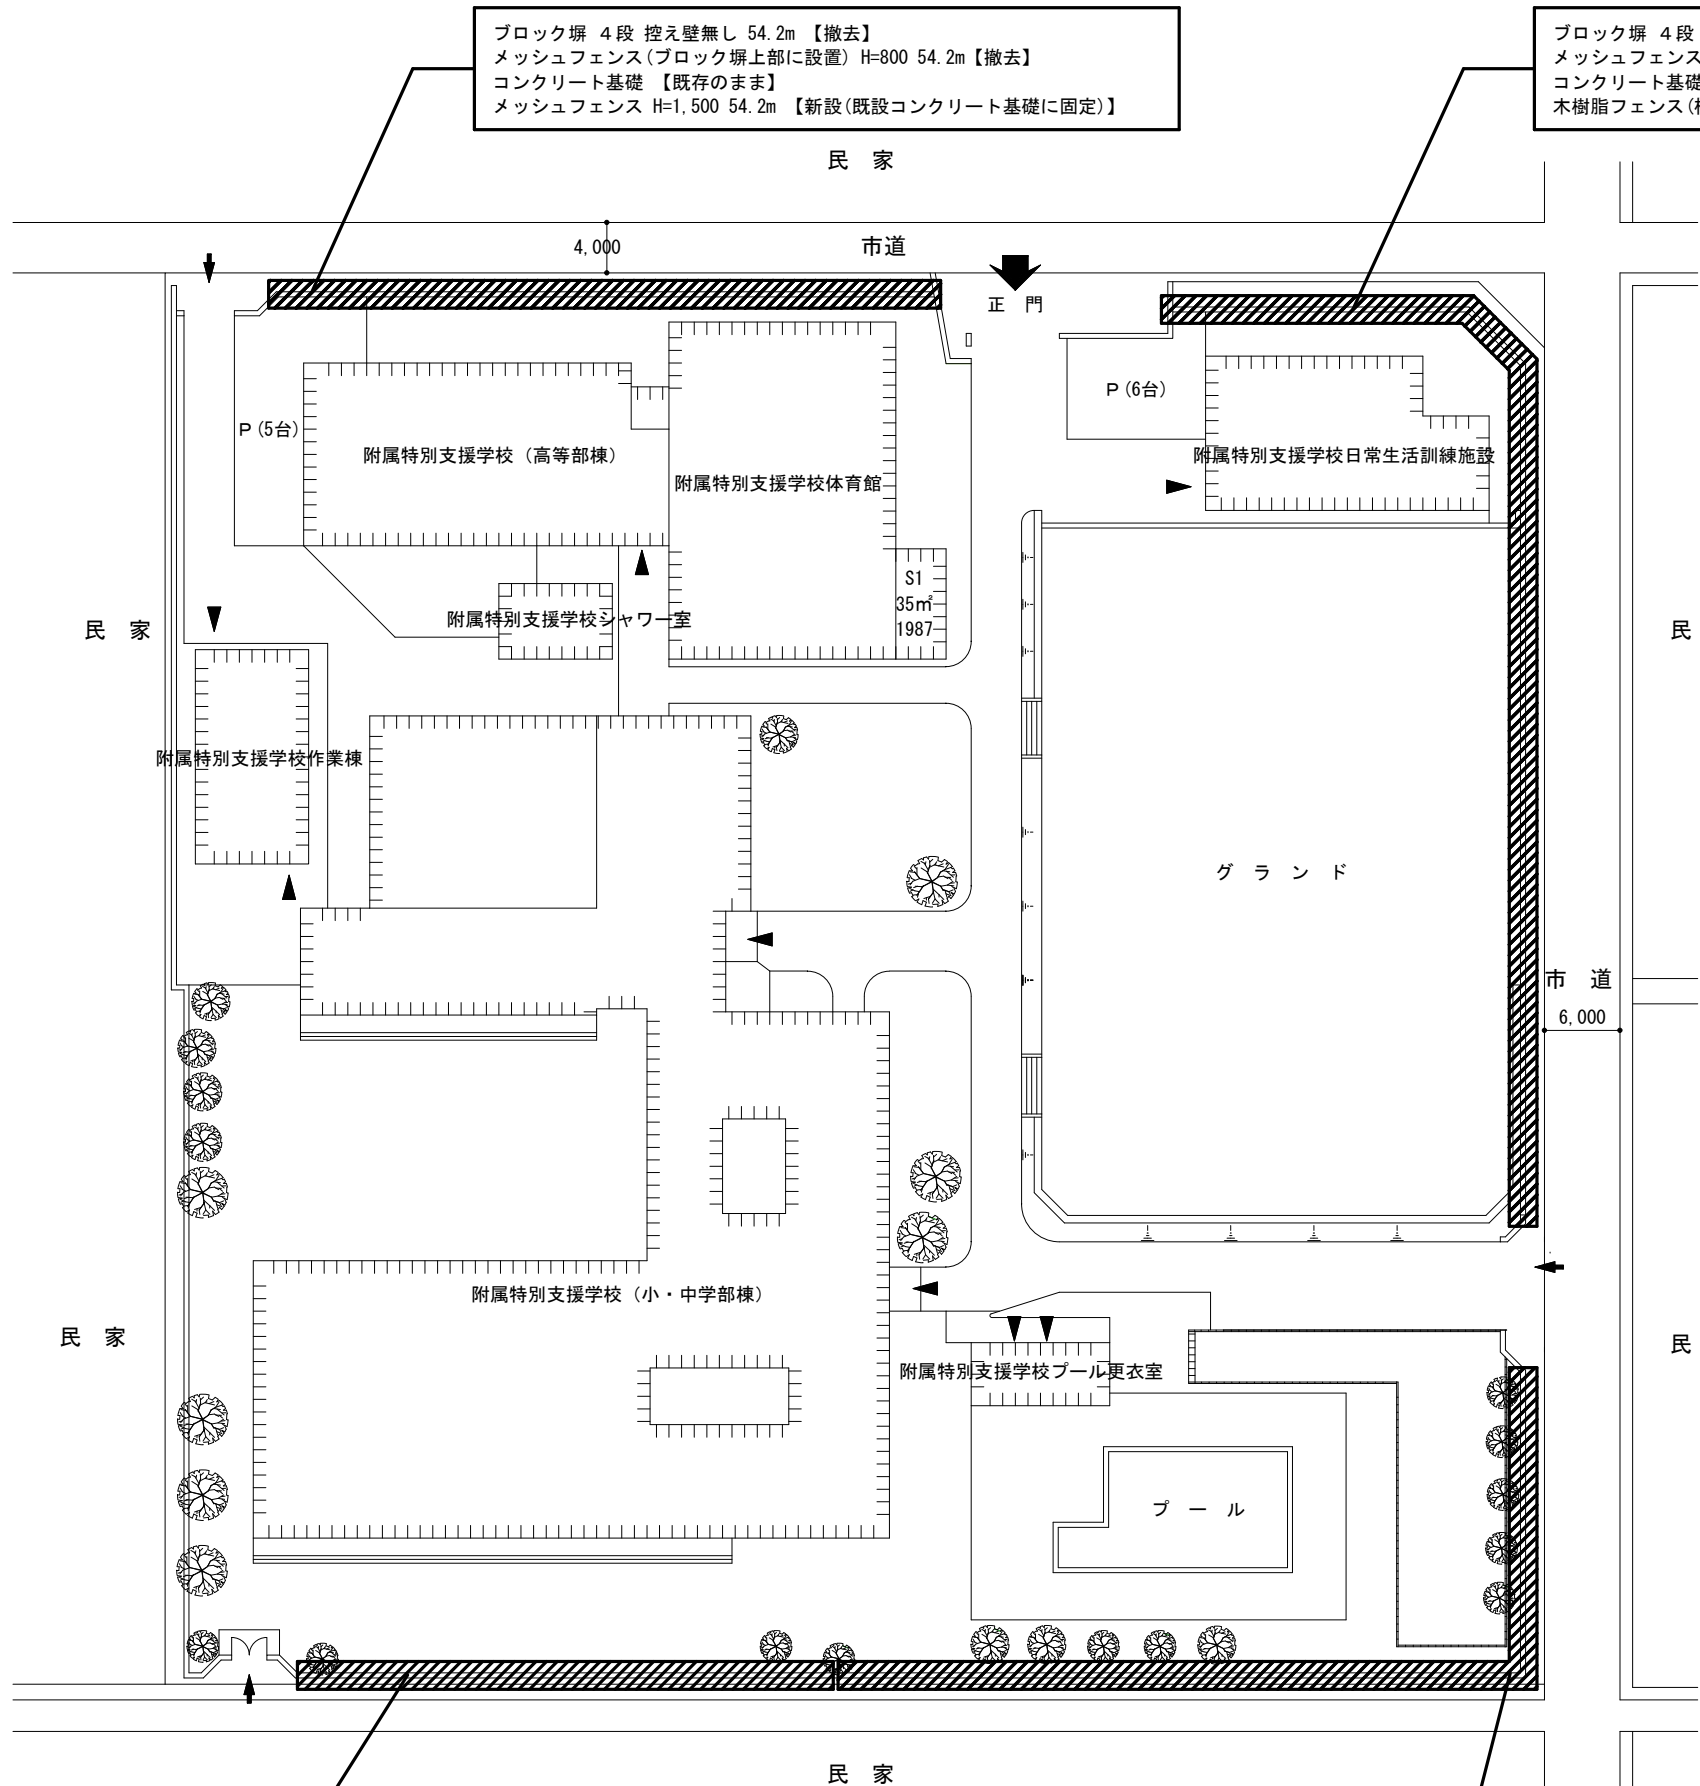 ブロック塀 4段 控え壁無し 54.2m 【撤去】
メッシュフェンス(ブロック塀上部に設置) H=800 54.2m【撤去】
コンクリート基礎 【既存のまま】
メッシュフェンス H=1,500 54.2m 【新設(既設コンクリート基礎に固定)】
ブロック塀 4段
メッシュフェンス
コンクリート基礎
木樹脂フェンス(
民 家
4,000
市道
正 門
P(5台)
P(6台)
附属特別支援学校(高等部棟)
附属特別支援学校体育館
附属特別支援学校日常生活訓練施設
S1
35㎡
1987
附属特別支援学校シャワー室
民 家
民
附属特別支援学校作業棟
グ ラ ン ド
市 道
6,000
附属特別支援学校(小・中学部棟)
民 家
民
附属特別支援学校プール更衣室
プ ー ル
民 家